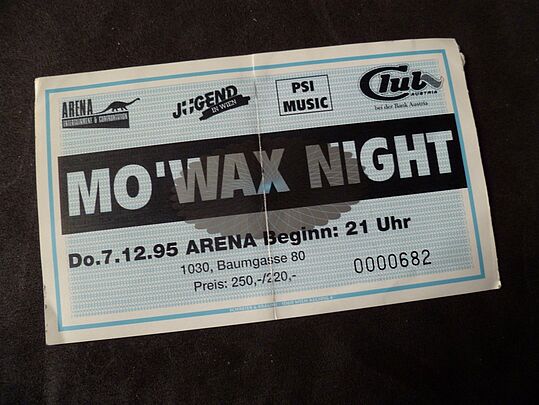 ARENA
ENTERTAINMENT & CONFRONTATION
JUGEND
IN WIEN
PSI
MUSIC
Club
AUSTRIA
bei der Bank Austria
MO'WAX NIGHT
Do.7.12.95 ARENA Beginn: 21 Uhr
1030, Baumgasse 80
0000682
Preis: 250,-/220,-